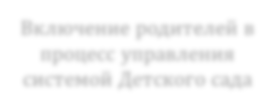 Включение родителей в
процесс управления
системой Детского сада